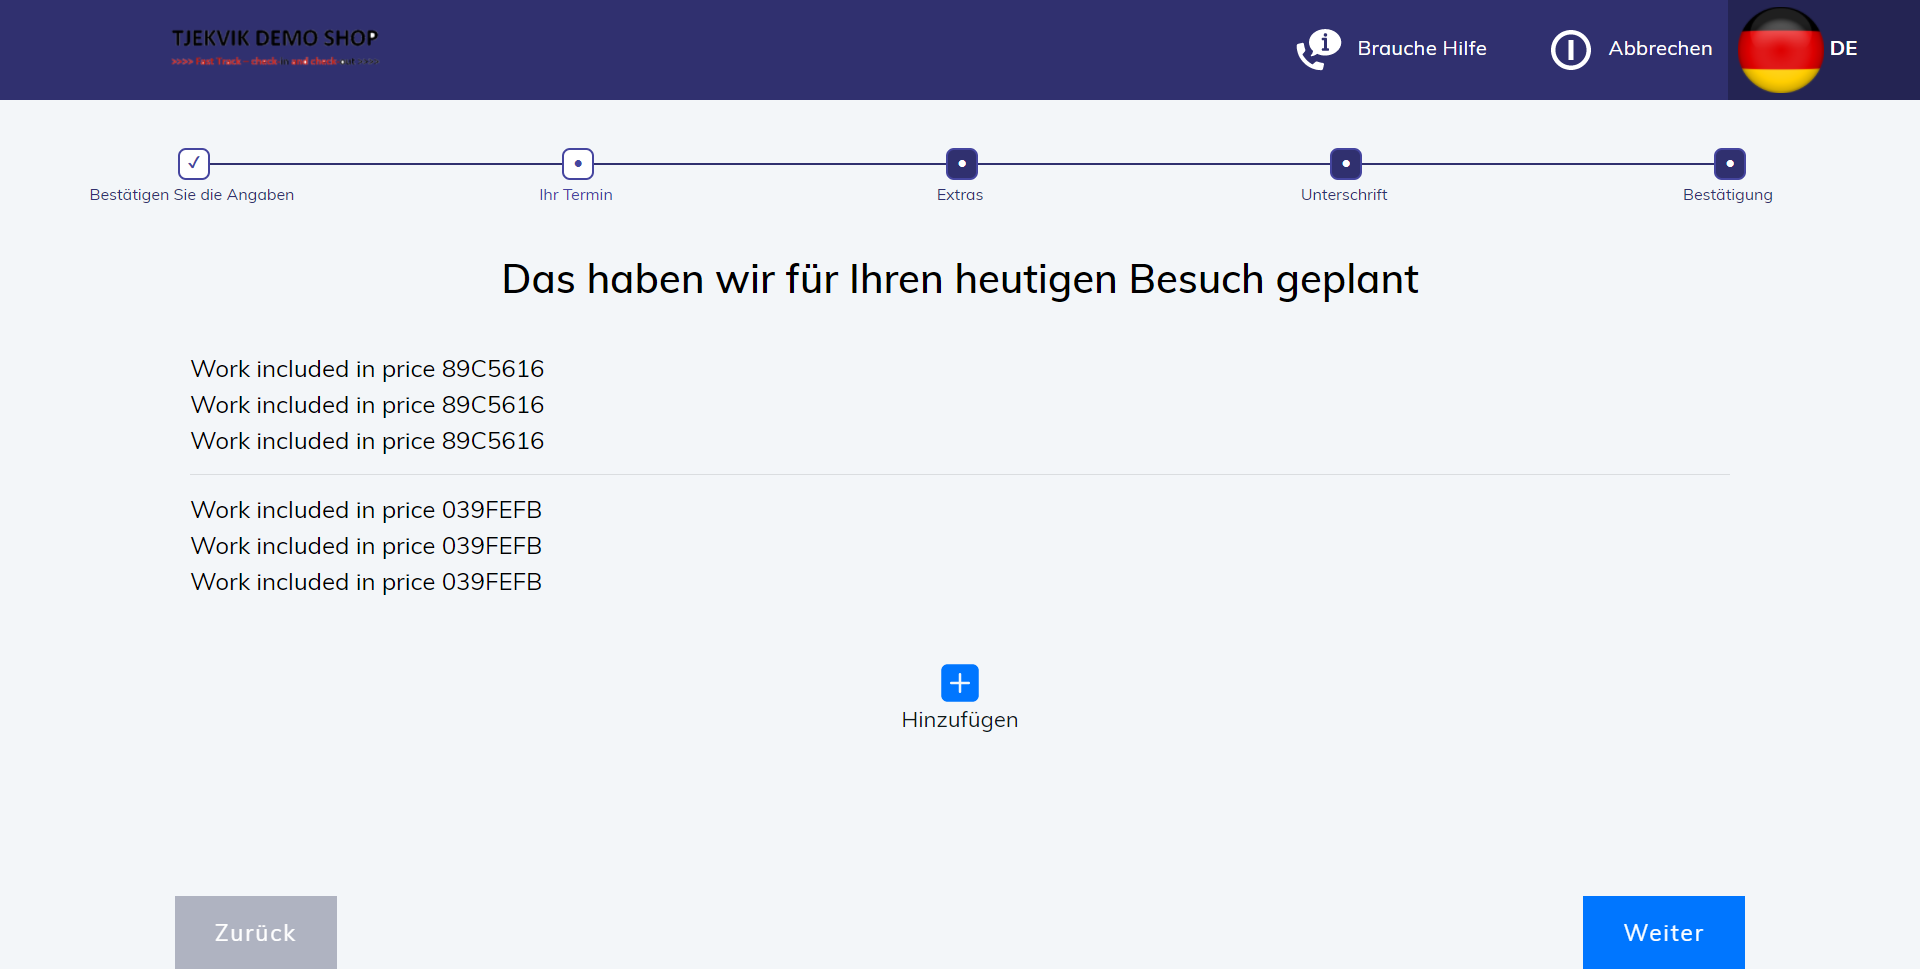 TJEKVIK DEMO SHOP
>>>> Fast Track - check in and check
Brauche Hilfe
Abbrechen
DE
Bestätigen Sie die Angaben
Ihr Termin
Extras
Unterschrift
Bestätigung
Das haben wir für Ihren heutigen Besuch geplant
Work included in price 89C5616
Work included in price 89C5616
Work included in price 89C5616
Work included in price 039FEFB
Work included in price 039FEFB
Work included in price 039FEFB
Hinzufügen
Zurück
Weiter